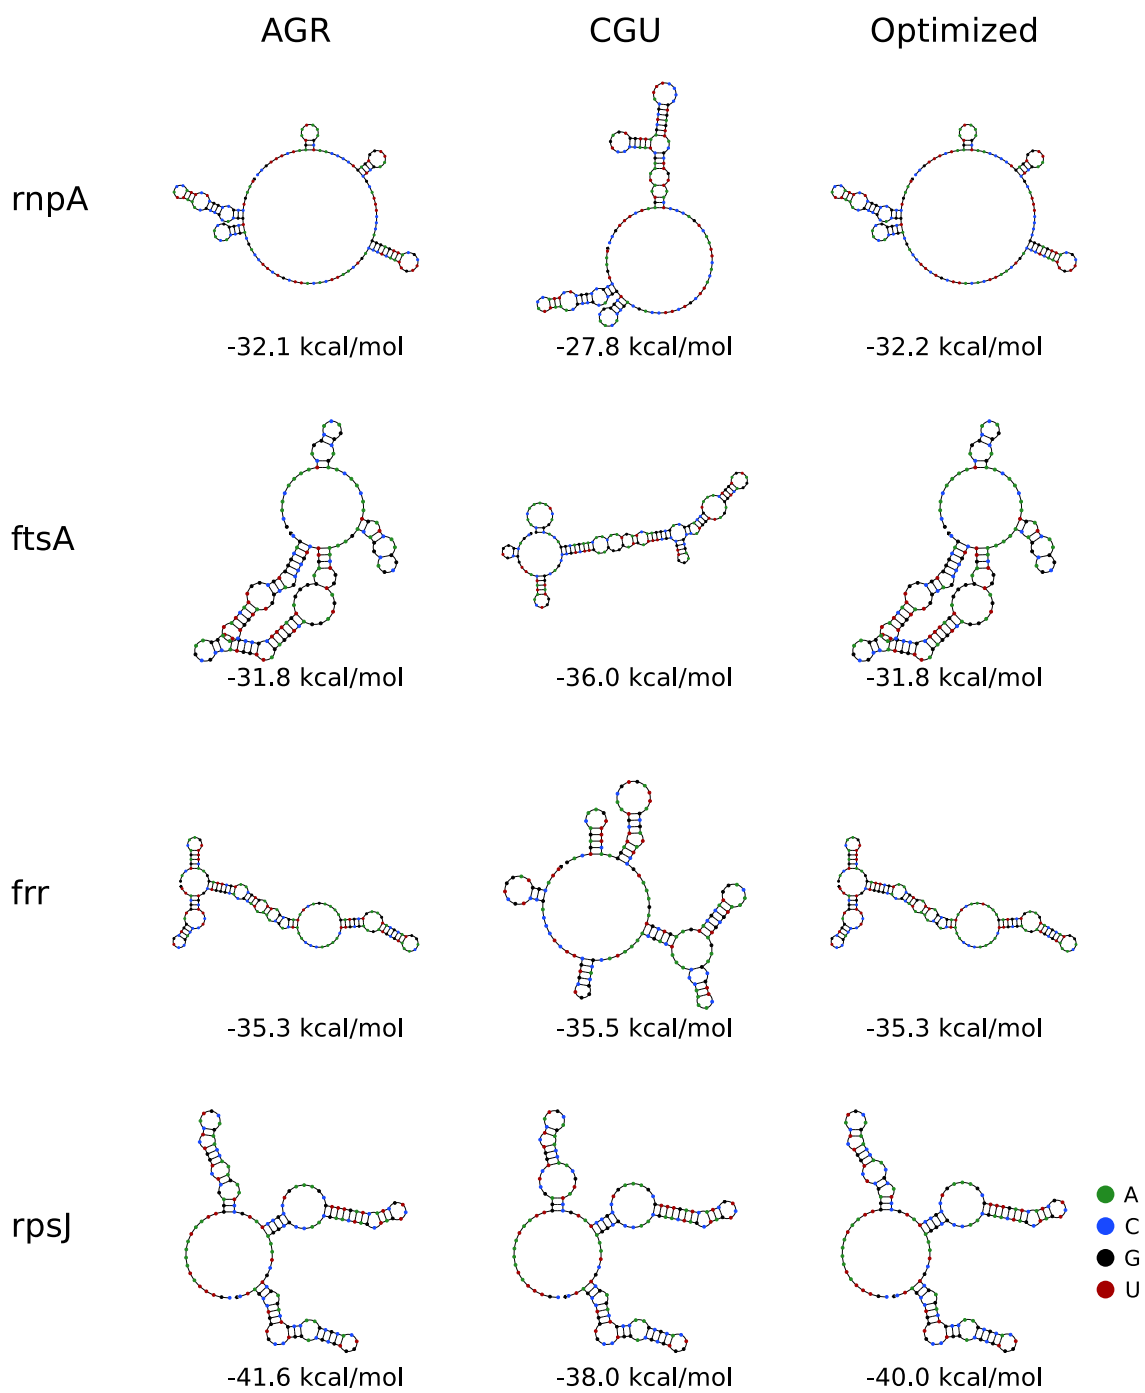 AGR CGU Optimized
rnpA
-32.1 kcal/mol -27.8 kcal/mol -32.2 kcal/mol
ftsA
-31.8 kcal/mol -36.0 kcal/mol -31.8 kcal/mol
frr
-35.3 kcal/mol -35.5 kcal/mol -35.3 kcal/mol
rpsJ
A
C
G
U
-41.6 kcal/mol -38.0 kcal/mol -40.0 kcal/mol